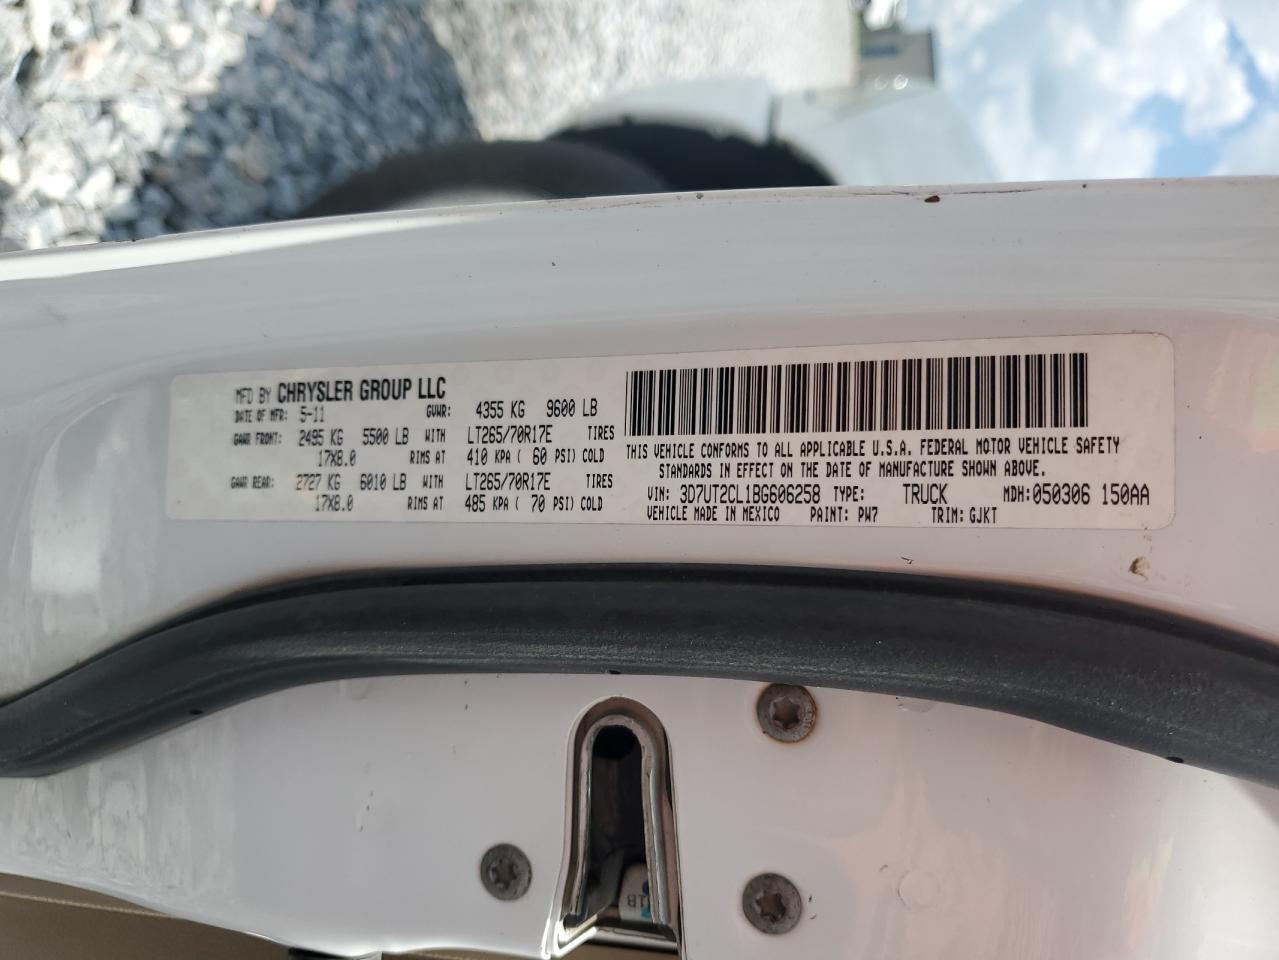 MFD BY CHRYSLER GROUP LLC
DATE OF MFR: 5-11 GVWR: 4355 KG 9600 LB
GAWR FRONT: 2495 KG 5500 LB WITH LT265/70R17E TIRES
17X8.0 RIMS AT 410 KPA ( 60 PSI) COLD
GAWR REAR: 2727 KG 6010 LB WITH LT265/70R17E TIRES
17X8.0 RIMS AT 485 KPA ( 70 PSI) COLD
THIS VEHICLE CONFORMS TO ALL APPLICABLE U.S.A. FEDERAL MOTOR VEHICLE SAFETY
STANDARDS IN EFFECT ON THE DATE OF MANUFACTURE SHOWN ABOVE.
VIN: 3D7UT2CL1BG606258 TYPE: TRUCK MDH: 050306 150AA
VEHICLE MADE IN MEXICO PAINT: PW7 TRIM: GJKT